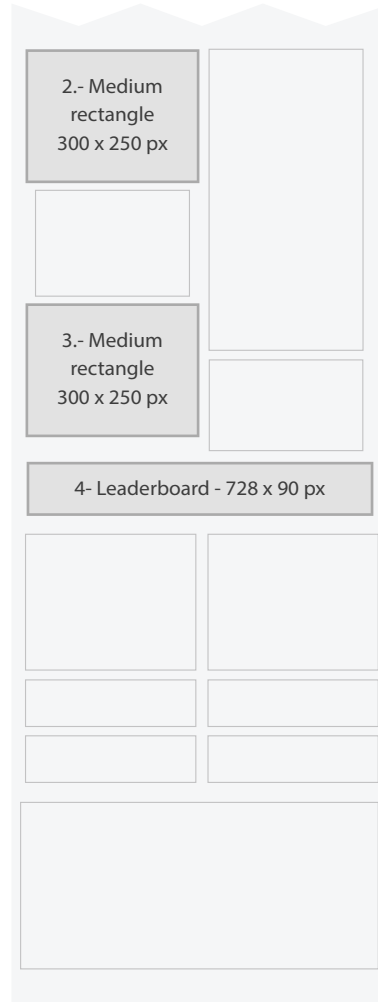 2.- Medium
rectangle
300 x 250 px
3.- Medium
rectangle
300 x 250 px
4- Leaderboard - 728 x 90 px